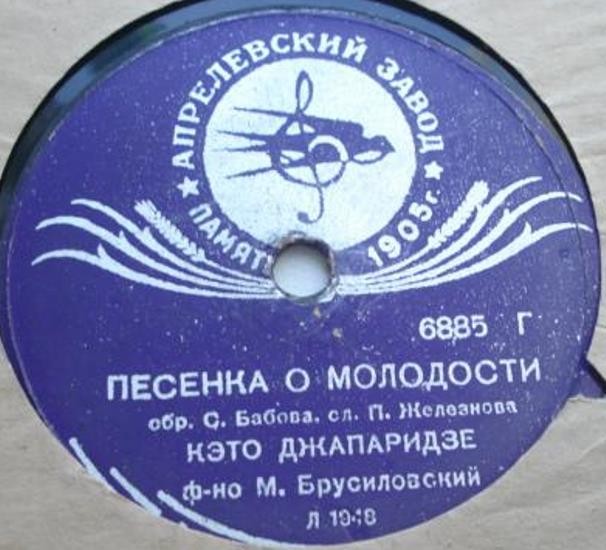 АПРЕЛЕВСКИЙ ЗАВОД
ПАМЯТИ 1905г.
6885 Г
ПЕСЕНКА О МОЛОДОСТИ
обр. С. Бабова. сл. П. Железнова
КЭТО ДЖАПАРИДЗЕ
ф-но М. Брусиловский
Л 1948